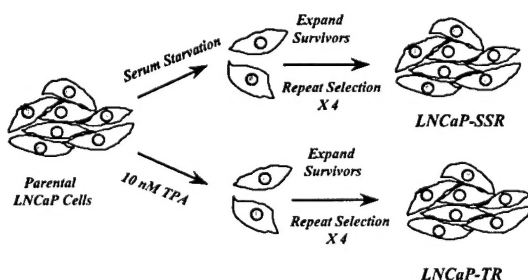 Serum Starvation
Expand
Survivors
Repeat Selection
X 4
LNCaP-SSR
Parental
LNCaP Cells
10 nM TPA
Expand
Survivors
Repeat Selection
X 4
LNCaP-TR